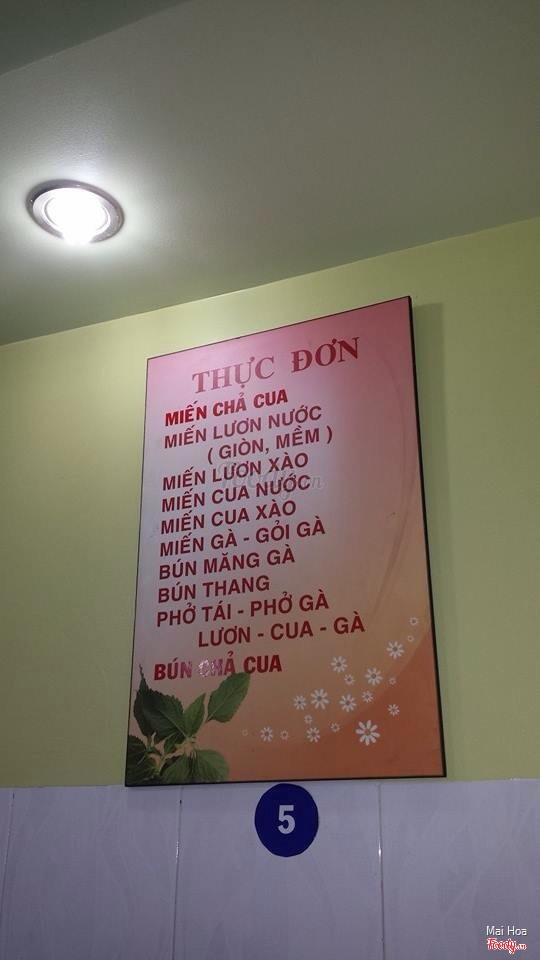 THỰC ĐƠN
MIẾN CHẢ CUA
MIẾN LƯƠN NƯỚC
( GIÒN, MỀM )
MIẾN LƯƠN XÀO
MIẾN CUA NƯỚC
MIẾN CUA XÀO
MIẾN GÀ - GỎI GÀ
BÚN MĂNG GÀ
BÚN THANG
PHỞ TÁI - PHỞ GÀ
LƯƠN - CUA - GÀ
BÚN CHẢ CUA
5
Foody.vn
Mai Hoa
Foody.vn